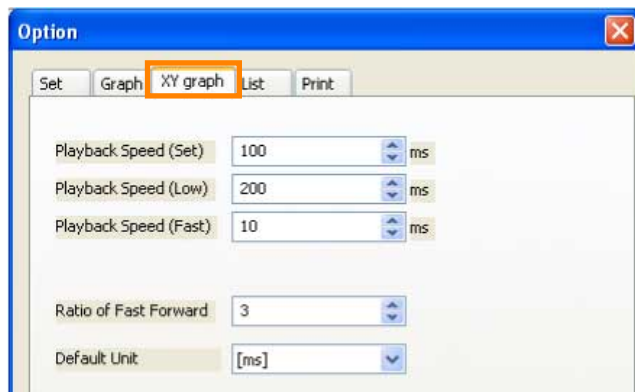 Option
Set Graph XY graph List Print
Playback Speed (Set) 100 ms
Playback Speed (Low) 200 ms
Playback Speed (Fast) 10 ms
Ratio of Fast Forward 3
Default Unit [ms]